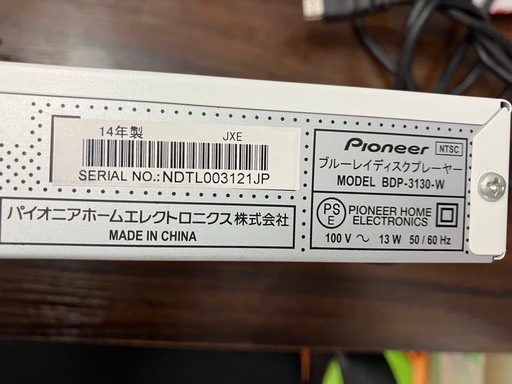 14年製 JXE
SERIAL NO.:NDTL003121JP
パイオニアホームエレクトロニクス株式会社
MADE IN CHINA
Pioneer NTSC
ブルーレイディスクプレーヤー
MODEL BDP-3130-W
PS E PIONEER HOME ELECTRONICS
100 V ～ 13 W 50 / 60 Hz